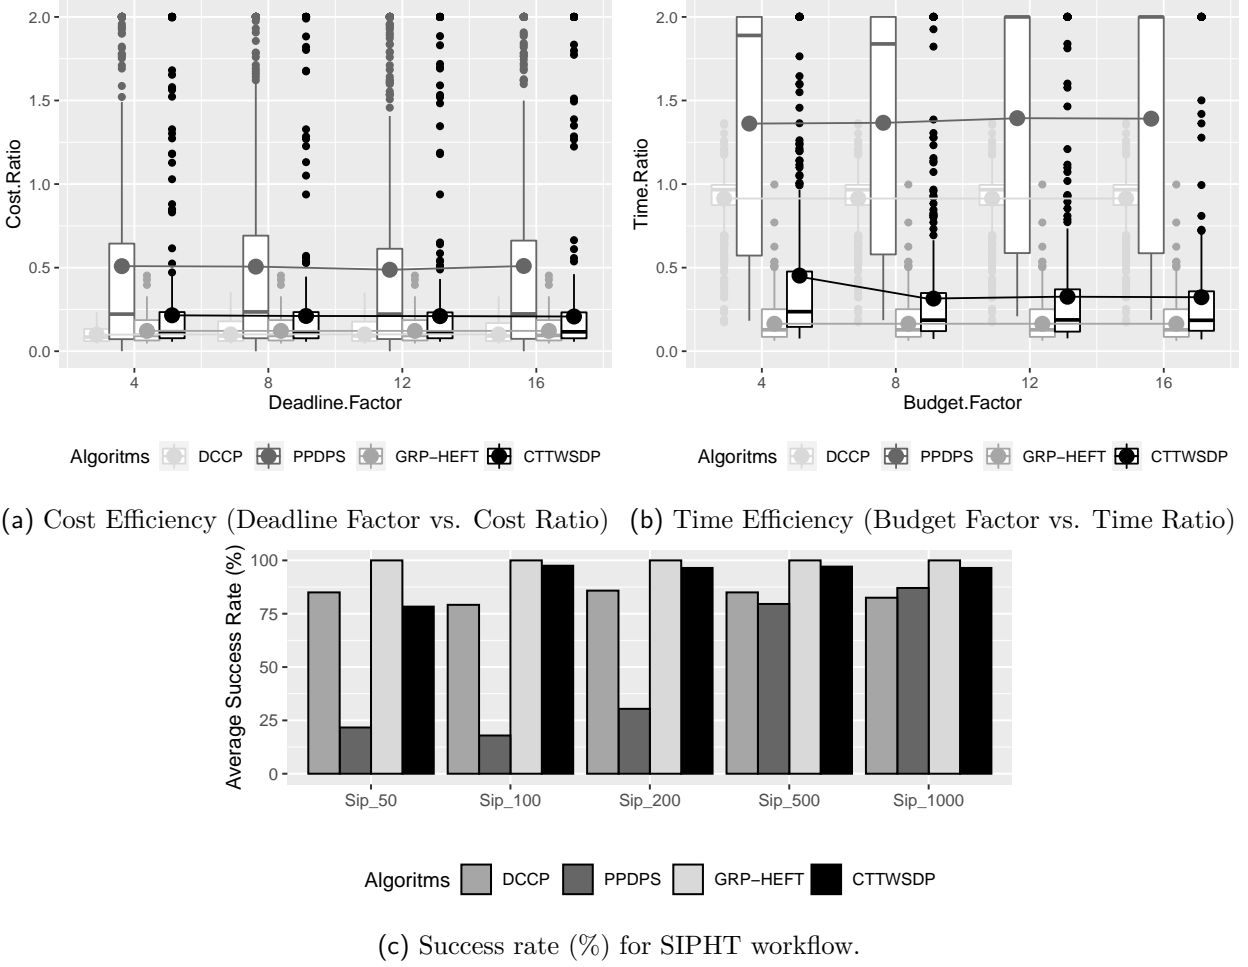 2.0
1.5
1.0
0.5
0.0
Cost.Ratio
4 8 12 16
Deadline.Factor
Algoritms DCCP PPDPS GRP−HEFT CTTWSDP
(a) Cost Efficiency (Deadline Factor vs. Cost Ratio)
2.0
1.5
1.0
0.5
0.0
Time.Ratio
4 8 12 16
Budget.Factor
Algoritms DCCP PPDPS GRP−HEFT CTTWSDP
(b) Time Efficiency (Budget Factor vs. Time Ratio)
100
75
50
25
0
Average Success Rate (%)
Sip_50 Sip_100 Sip_200 Sip_500 Sip_1000
Algoritms DCCP PPDPS GRP−HEFT CTTWSDP
(c) Success rate (%) for SIPHT workflow.